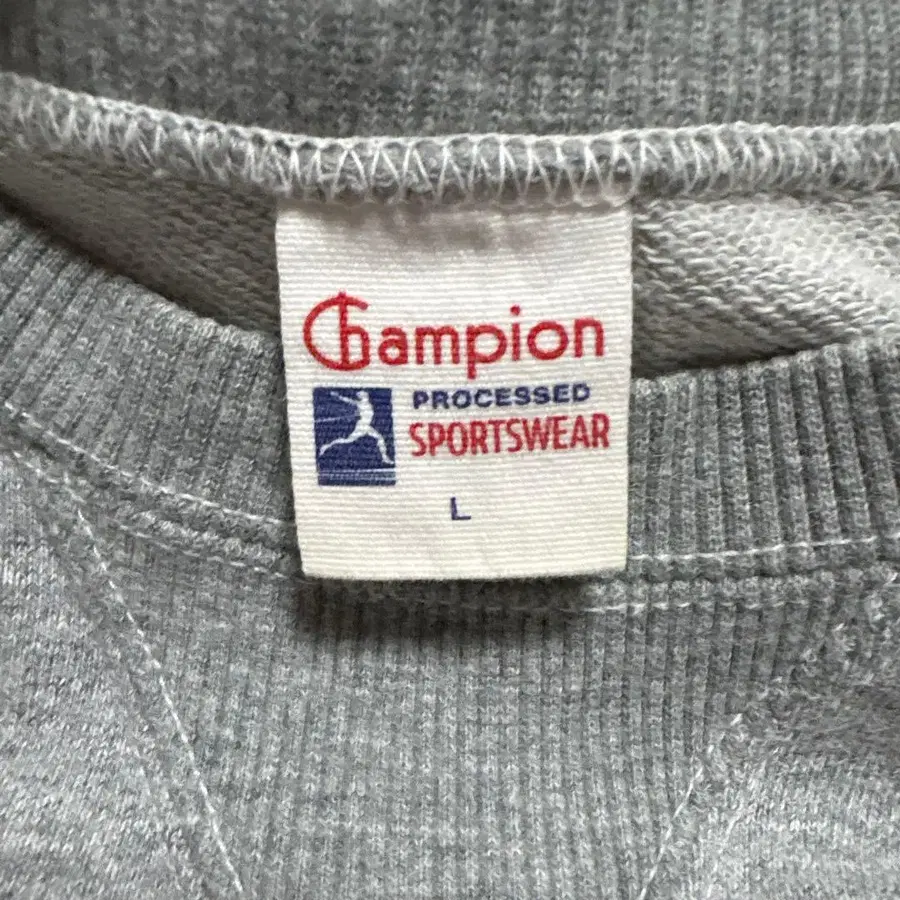 Champion
PROCESSED
SPORTSWEAR
L